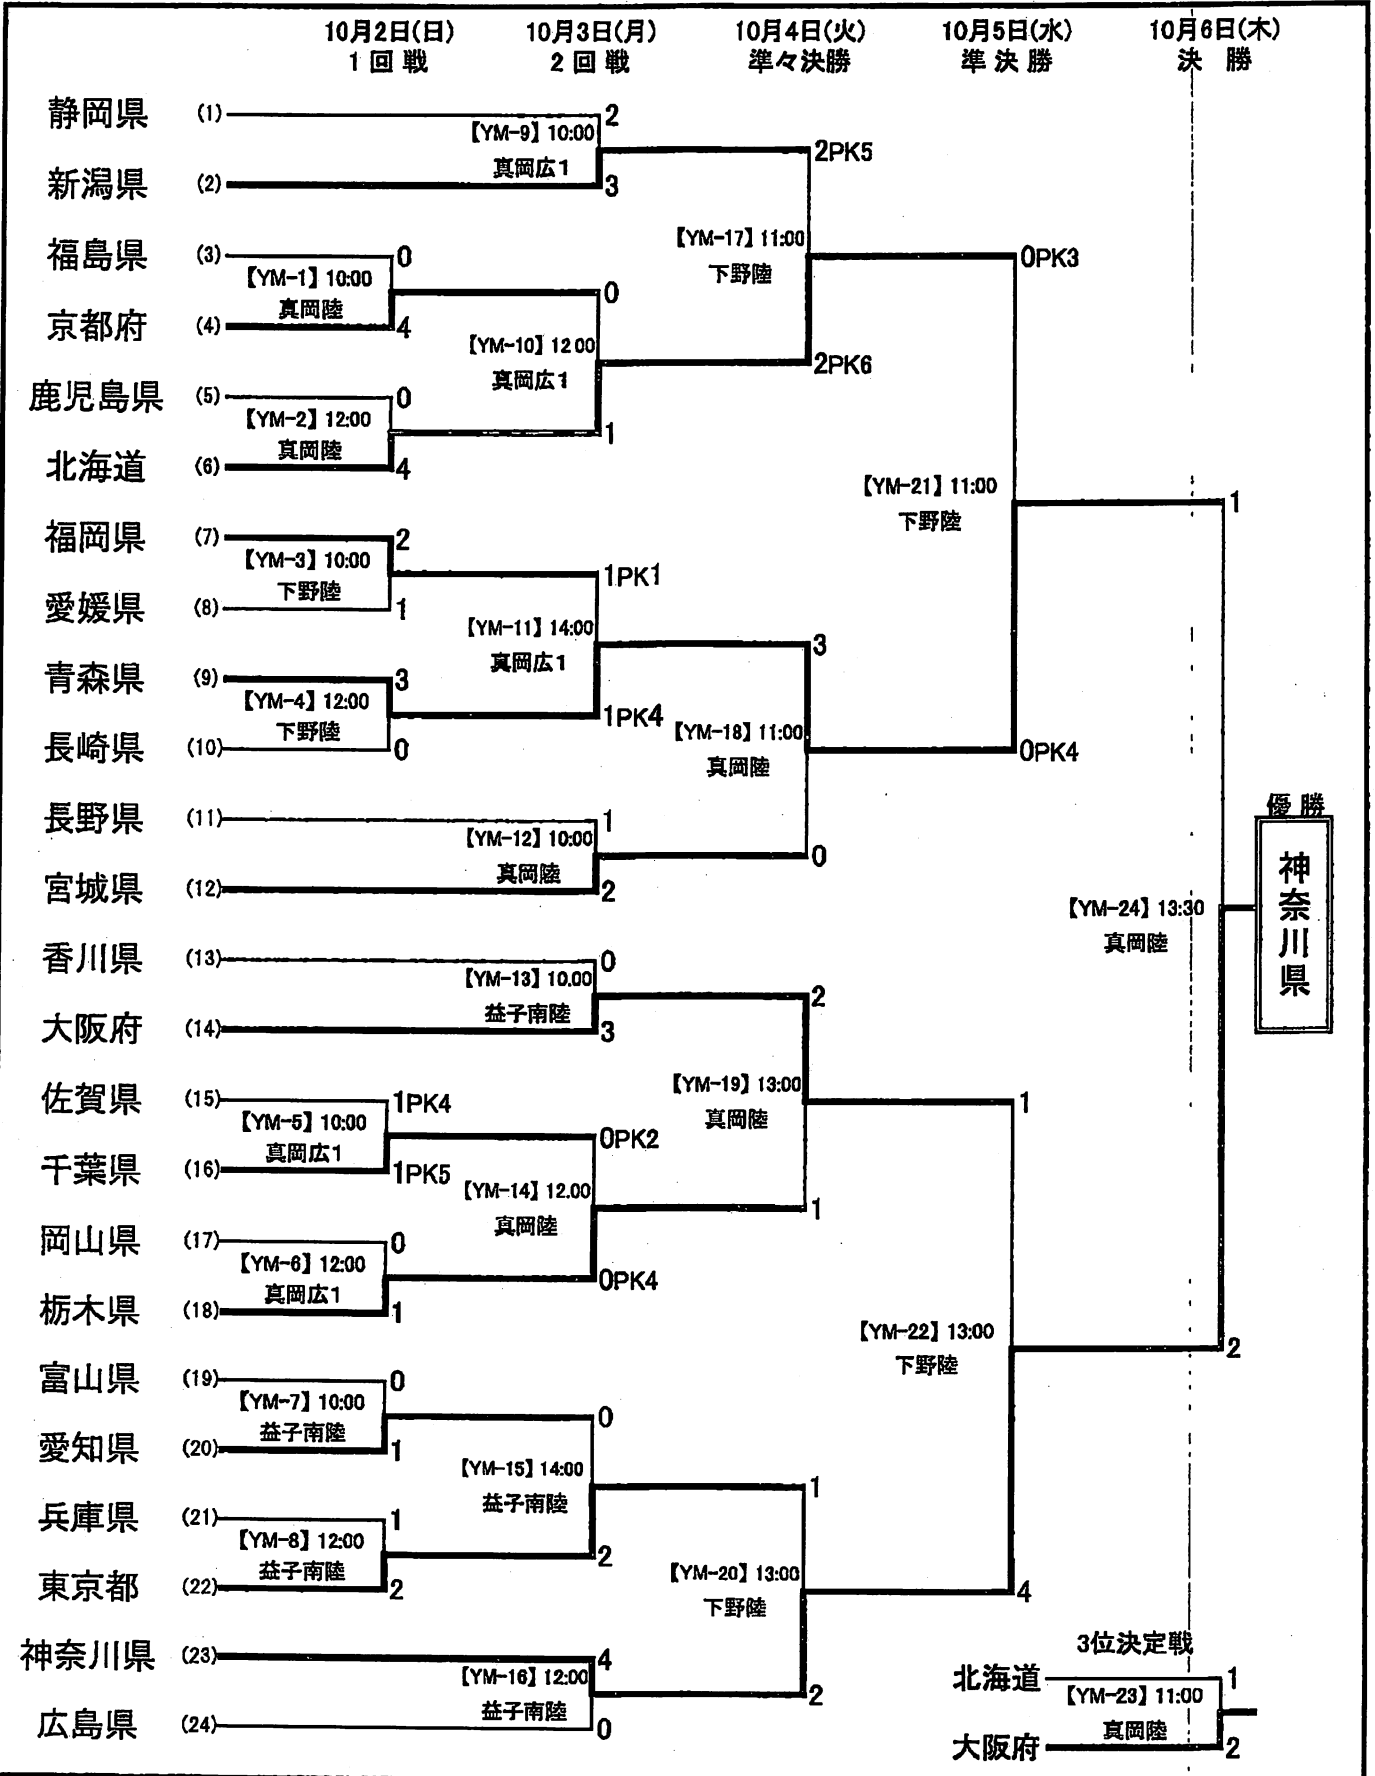 10月2日(日) 10月3日(月) 10月4日(火) 10月5日(水) 10月6日(木)
1回戦 2回戦 準々決勝 準決勝 決勝
静岡県 (1) 2
【YM-9】10:00
2PK5
真岡広1
新潟県 (2) 3
【YM-17】11:00
福島県 (3) 0
0PK3
【YM-1】10:00
下野陸
0
真岡陸
京都府 (4) 4
【YM-10】12 00
2PK6
真岡広1
鹿児島県 (5) 0
【YM-2】12:00
1
真岡陸
北海道 (6) 4
【YM-21】11:00
1
下野陸
福岡県 (7) 2
【YM-3】10:00
1PK1
下野陸
愛媛県 (8) 1
【YM-11】14:00
3
真岡広1
青森県 (9) 3
【YM-4】12:00
1PK4
下野陸
【YM-18】11:00
長崎県 (10) 0
0PK4
真岡陸
優勝
長野県 (11) 1
【YM-12】10:00
0
真岡陸
宮城県 (12) 2
神奈川県
【YM-24】13:30
真岡陸
香川県 (13) 0
【YM-13】10.00
2
益子南陸
大阪府 (14) 3
【YM-19】13:00
佐賀県 (15) 1PK4
1
【YM-5】10:00
真岡陸
0PK2
真岡広1
千葉県 (16) 1PK5
【YM-14】12.00
1
真岡陸
岡山県 (17) 0
【YM-6】12:00
0PK4
真岡広1
栃木県 (18) 1
【YM-22】13:00
2
下野陸
富山県 (19) 0
【YM-7】10:00
0
益子南陸
愛知県 (20) 1
【YM-15】14:00
1
益子南陸
兵庫県 (21) 1
【YM-8】12:00
2
益子南陸
【YM-20】13:00
東京都 (22) 2
4
下野陸
3位決定戦
神奈川県 (23) 4
【YM-16】12:00
2
益子南陸
広島県 (24) 0
北海道 1
【YM-23】11:00
真岡陸
大阪府 2